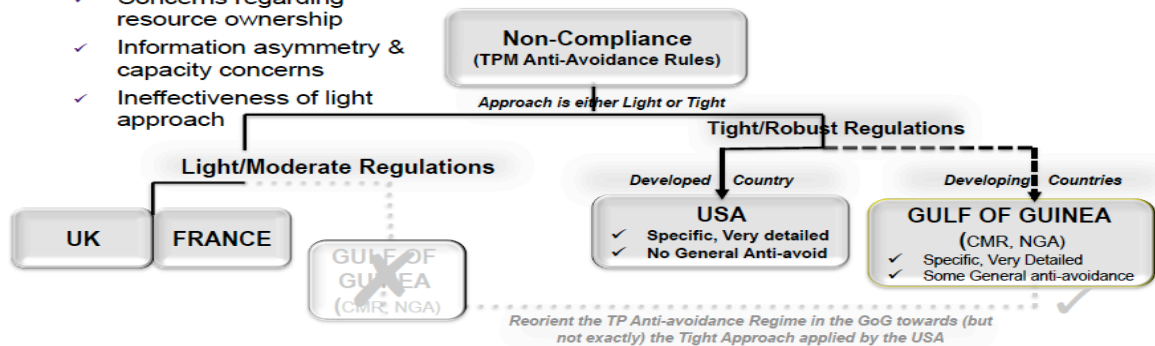 Concerns regarding
resource ownership
✓ Information asymmetry &
capacity concerns
✓ Ineffectiveness of light
approach
Non-Compliance
(TPM Anti-Avoidance Rules)
Approach is either Light or Tight
Light/Moderate Regulations
Tight/Robust Regulations
Developed Country
Developing Countries
UK
FRANCE
GULF OF
GUINEA
(CMR, NGA)
USA
✓ Specific, Very detailed
✓ No General Anti-avoid
GULF OF GUINEA
(CMR, NGA)
✓ Specific, Very Detailed
✓ Some General anti-avoidance
Reorient the TP Anti-avoidance Regime in the GoG towards (but
not exactly) the Tight Approach applied by the USA